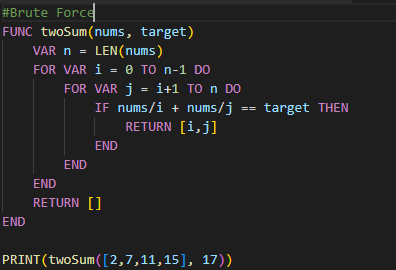 #Brute Force
FUNC twoSum(nums, target)
    VAR n = LEN(nums)
    FOR VAR i = 0 TO n-1 DO
        FOR VAR j = i+1 TO n DO
            IF nums/i + nums/j == target THEN
                RETURN [i,j]
            END
        END
    END
    RETURN []
END

PRINT(twoSum([2,7,11,15], 17))